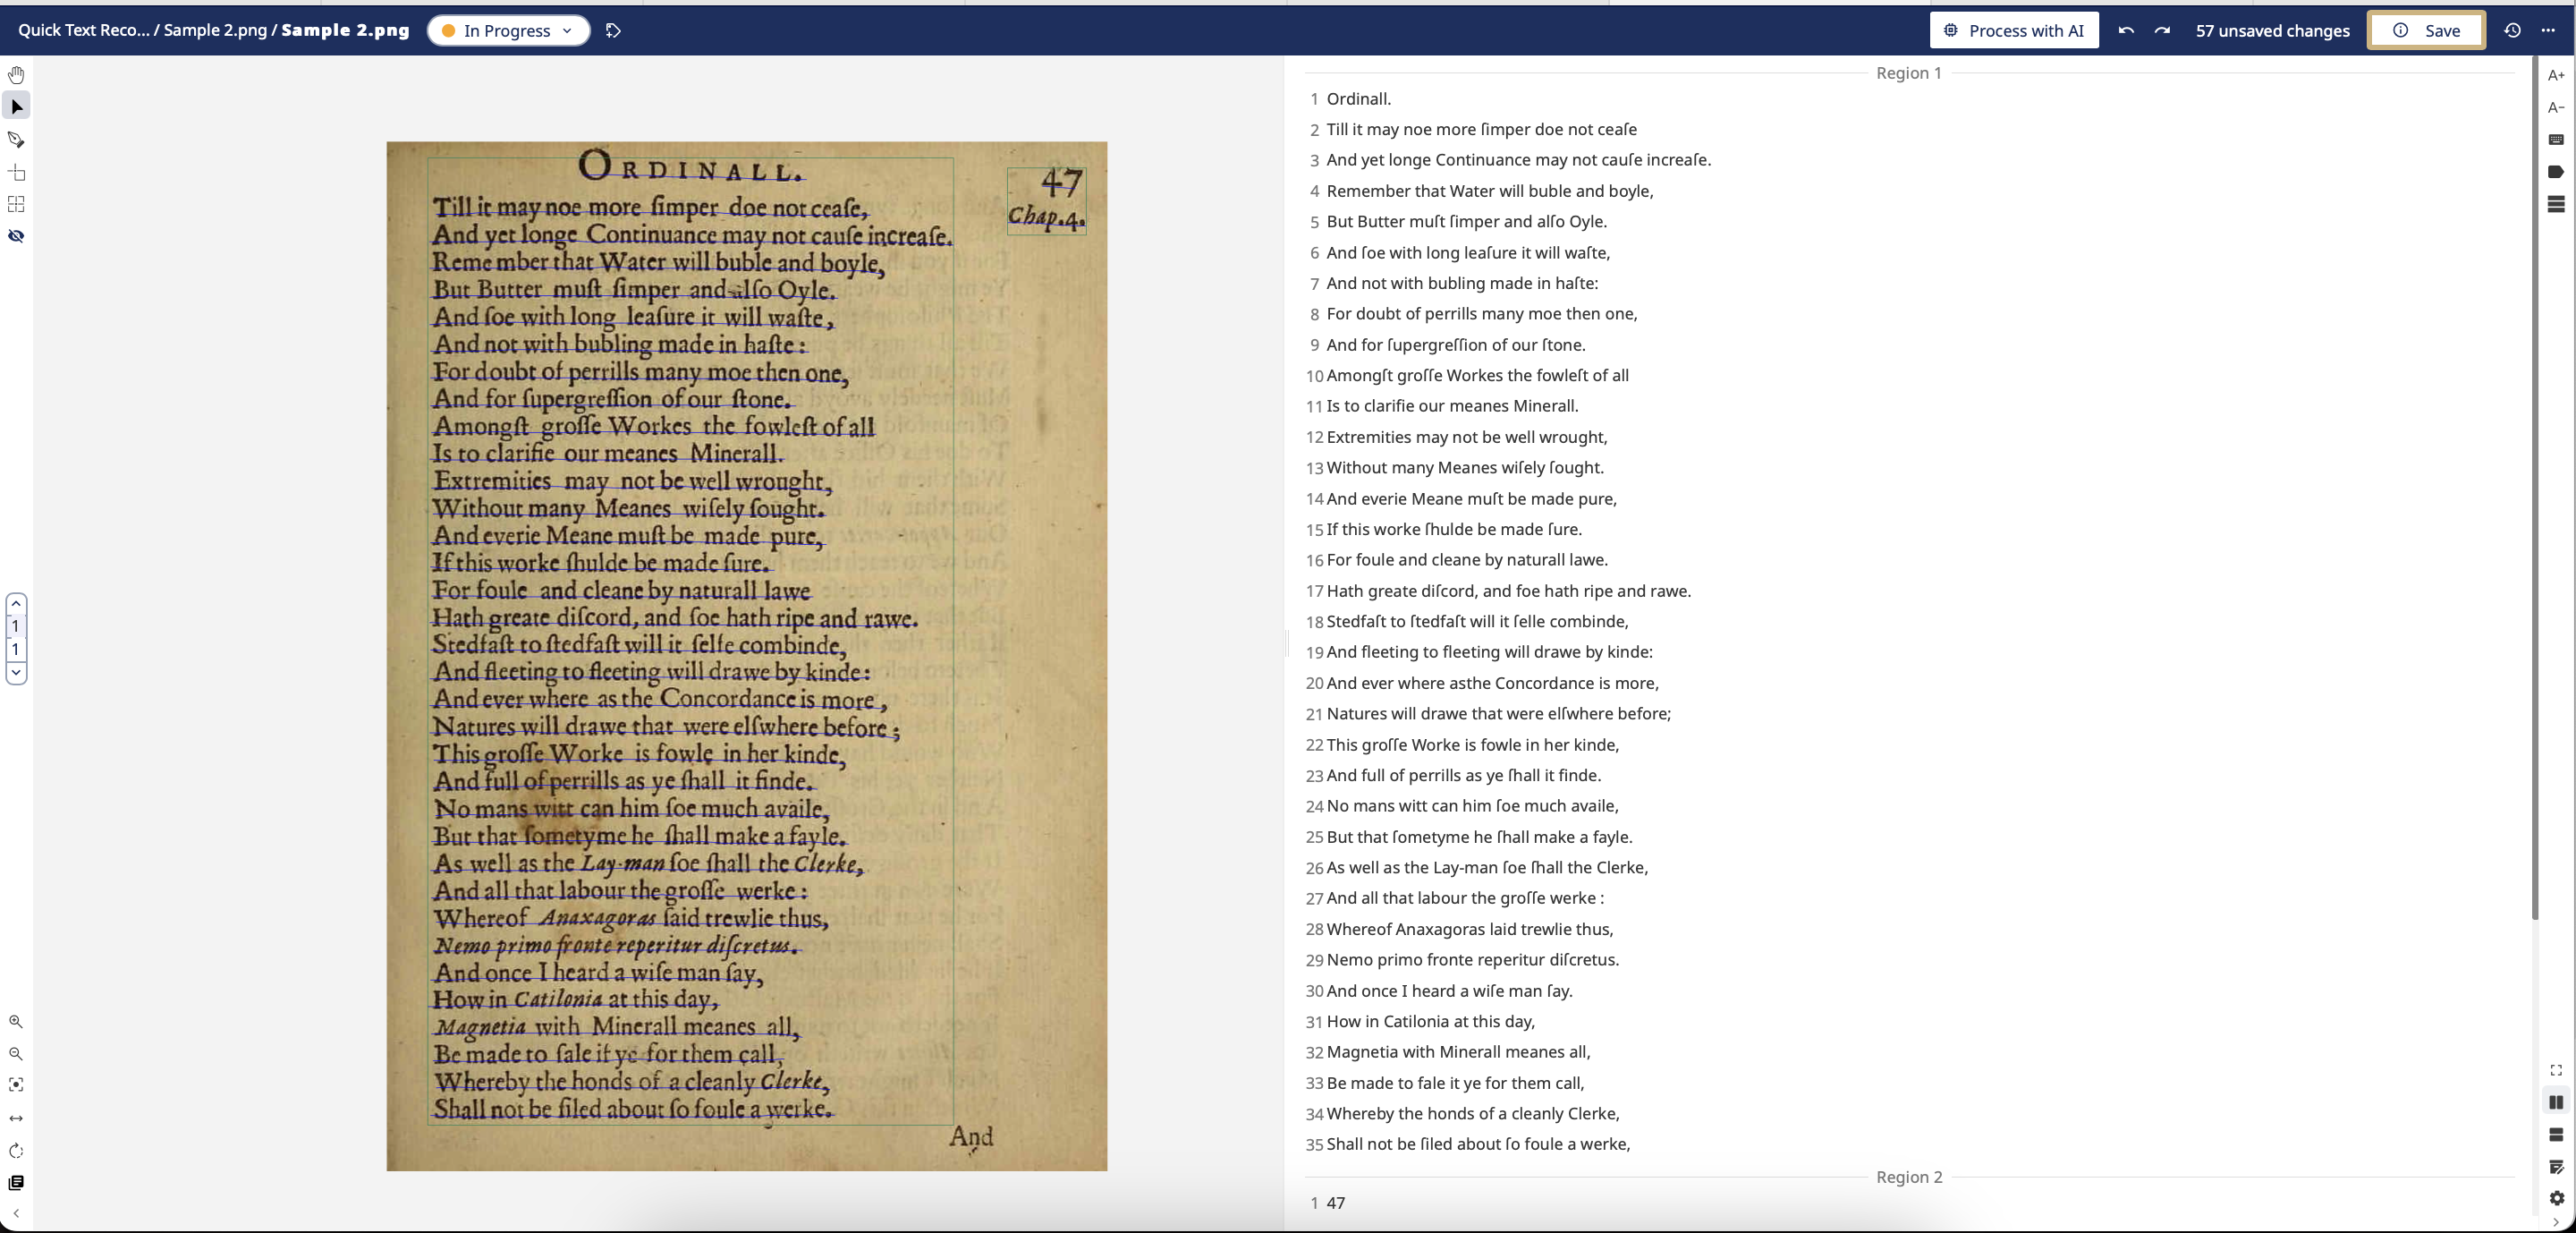 Quick Text Reco... / Sample 2.png / Sample 2.png
In Progress
Process with AI
57 unsaved changes
Save
ORDINALL.
47
Chap.4.
Till it may noe more ſimper doe not ceaſe,
And yet longe Continuance may not cauſe increaſe.
Remember that Water will buble and boyle,
But Butter muſt ſimper and alſo Oyle.
And ſoe with long leaſure it will waſte,
And not with bubling made in haſte:
For doubt of perrills many moe then one,
And for ſupergreſſion of our ſtone.
Amongſt groſſe Workes the fowleſt of all
Is to clarifie our meanes Minerall.
Extremities may not be well wrought,
Without many Meanes wiſely ſought.
And everie Meane muſt be made pure,
If this worke ſhulde be made ſure.
For foule and cleane by naturall lawe
Hath greate diſcord, and ſoe hath ripe and rawe.
Stedfaſt to ſtedfaſt will it ſelfe combinde,
And fleeting to fleeting will drawe by kinde:
And ever where as the Concordance is more,
Natures will drawe that were elſwhere before;
This groſſe Worke is fowle in her kinde,
And full of perrills as ye ſhall it finde.
No mans witt can him ſoe much availe,
But that ſometyme he ſhall make a fayle.
As well as the Lay-man ſoe ſhall the Clerke,
And all that labour the groſſe werke:
Whereof Anaxagoras ſaid trewlie thus,
Nemo primo fronte reperitur diſcretus.
And once I heard a wiſe man ſay,
How in Catilonia at this day,
Magnetia with Minerall meanes all,
Be made to ſale if ye for them call,
Whereby the honds of a cleanly Clerke,
Shall not be filed about ſo foule a werke.
And
1
1
Region 1
1 Ordinall.
2 Till it may noe more ſimper doe not ceaſe
3 And yet longe Continuance may not cauſe increaſe.
4 Remember that Water will buble and boyle,
5 But Butter muſt ſimper and alſo Oyle.
6 And ſoe with long leaſure it will waſte,
7 And not with bubling made in haſte:
8 For doubt of perrills many moe then one,
9 And for ſupergreſſion of our ſtone.
10 Amongſt groſſe Workes the fowleſt of all
11 Is to clarifie our meanes Minerall.
12 Extremities may not be well wrought,
13 Without many Meanes wiſely ſought.
14 And everie Meane muſt be made pure,
15 If this worke ſhulde be made ſure.
16 For foule and cleane by naturall lawe.
17 Hath greate diſcord, and foe hath ripe and rawe.
18 Stedfaſt to ſtedfaſt will it ſelle combinde,
19 And fleeting to fleeting will drawe by kinde:
20 And ever where asthe Concordance is more,
21 Natures will drawe that were elſwhere before;
22 This groſſe Worke is fowle in her kinde,
23 And full of perrills as ye ſhall it finde.
24 No mans witt can him ſoe much availe,
25 But that ſometyme he ſhall make a fayle.
26 As well as the Lay-man ſoe ſhall the Clerke,
27 And all that labour the groſſe werke :
28 Whereof Anaxagoras laid trewlie thus,
29 Nemo primo fronte reperitur diſcretus.
30 And once I heard a wiſe man ſay.
31 How in Catilonia at this day,
32 Magnetia with Minerall meanes all,
33 Be made to fale it ye for them call,
34 Whereby the honds of a cleanly Clerke,
35 Shall not be ſiled about ſo foule a werke,
Region 2
1 47
A+
A-